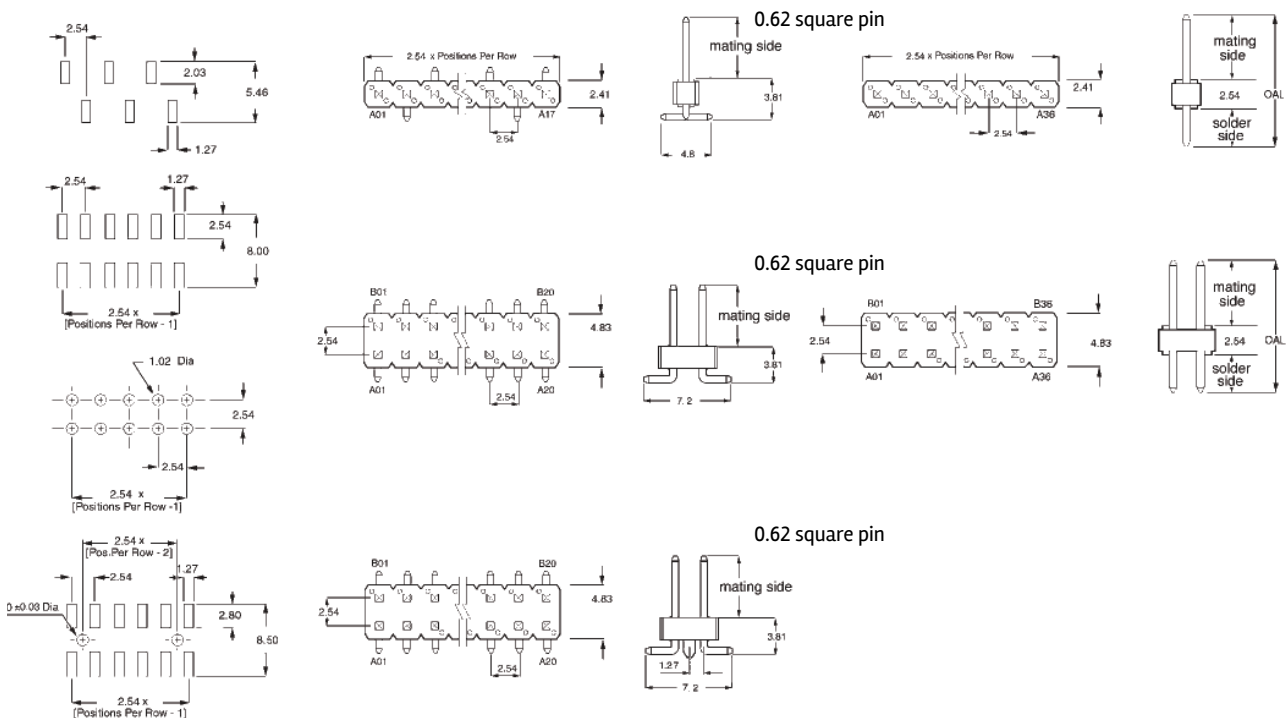 2.54
2.03
5.46
1.27
2.54 x Positions Per Row
2.41
A01
A17
2.54
0.62 square pin
mating side
3.81
4.8
2.54 x Positions Per Row
2.41
A01
A36
2.54
mating
side
2.54
OAL
solder
side
2.54
1.27
2.54
8.00
2.54 x
[Positions Per Row - 1]
B01
B20
2.54
4.83
A01
2.54
A20
0.62 square pin
mating side
3.81
7.2
B01
B36
2.54
4.83
A01
A36
mating
side
2.54
OAL
solder
side
1.02 Dia
2.54
2.54
2.54 x
[Positions Per Row -1]
2.54 x
[Pos.Per Row - 2]
2.54
1.27
0 ±0.03 Dia
2.80
8.50
2.54 x
[Positions Per Row - 1]
B01
B20
2.54
4.83
A01
2.54
A20
0.62 square pin
mating side
3.81
1.27
7.2